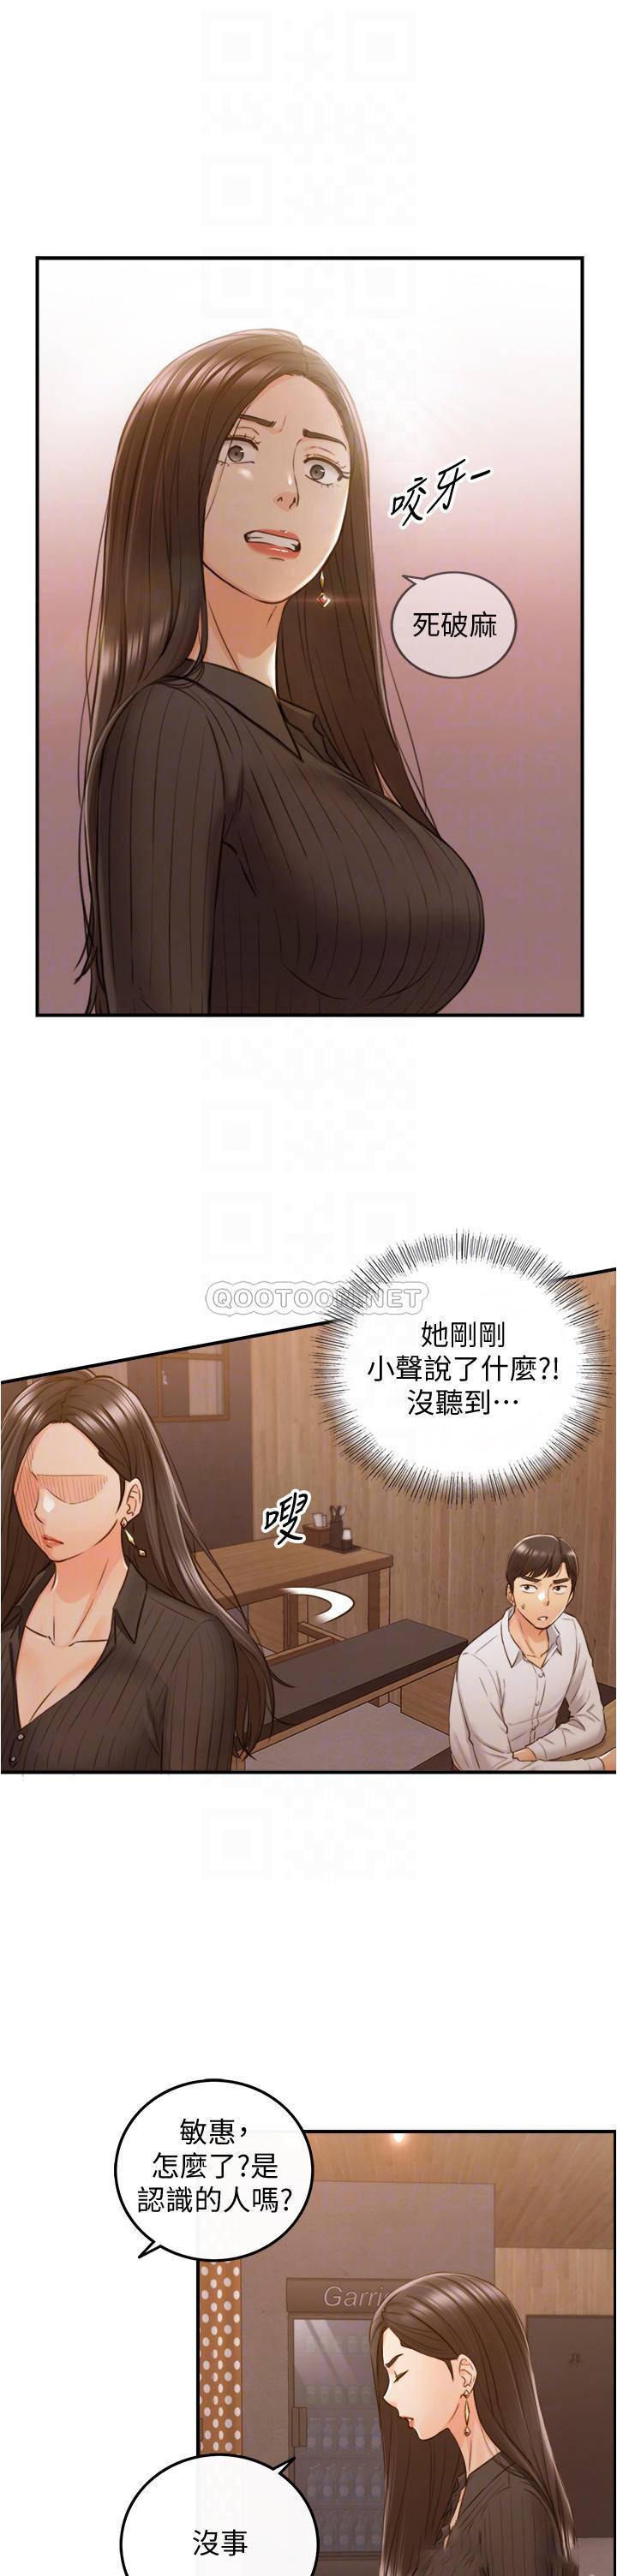 咬牙-
死破麻
QOOTOON.NET
她剛剛
小聲說了什麼?!
沒聽到…
嗖
敏惠，
怎麼了?是
認識的人嗎?
Garri
沒事